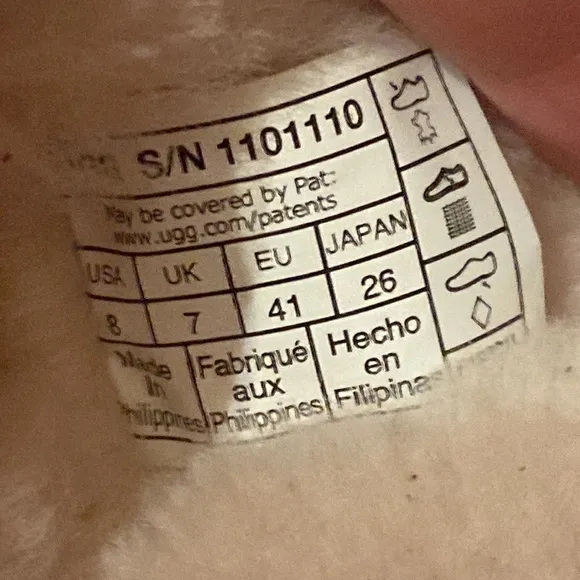 S/N 1101110
May be covered by Pat:
www.ugg.com/patents
USA UK EU JAPAN
8 7 41 26
Made in Philippines
Fabriqué aux Philippines
Hecho en Filipinas